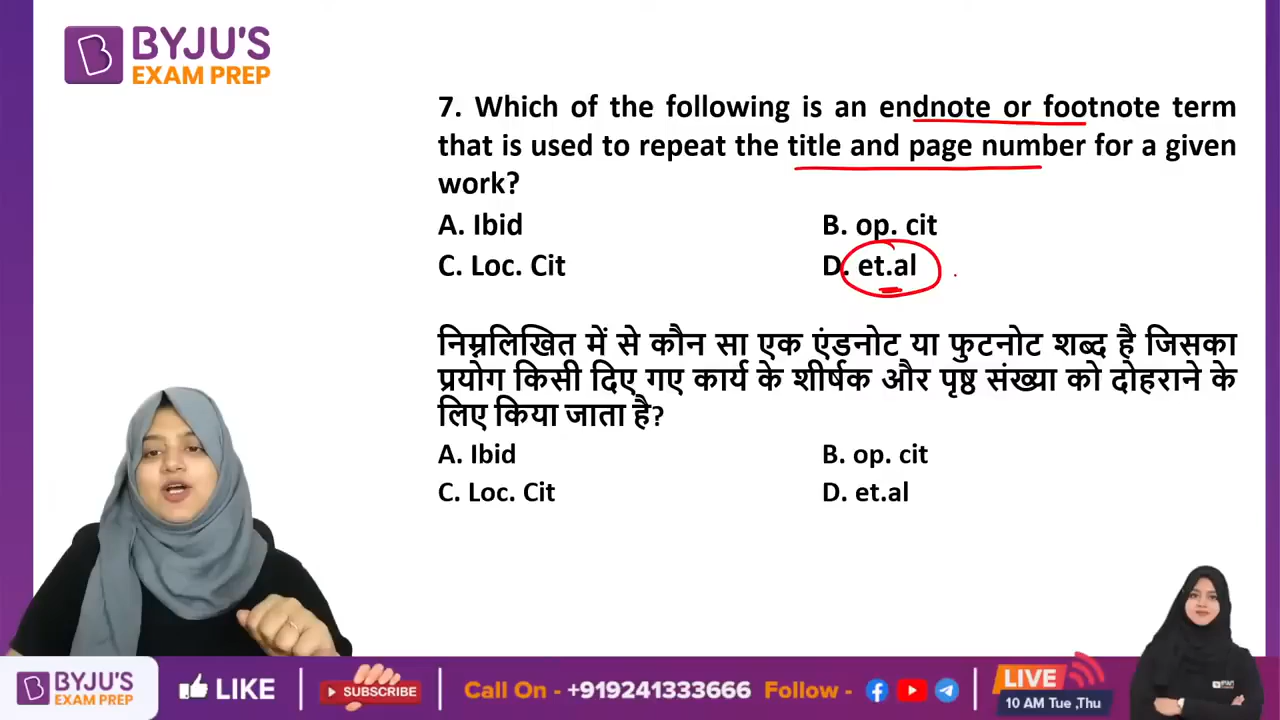 BYJU'S
EXAM PREP
7. Which of the following is an endnote or footnote term
that is used to repeat the title and page number for a given
work?
A. Ibid
B. op. cit
C. Loc. Cit
D. et.al
निम्नलिखित में से कौन सा एक एंडनोट या फुटनोट शब्द है जिसका
प्रयोग किसी दिए गए कार्य के शीर्षक और पृष्ठ संख्या को दोहराने के
लिए किया जाता है?
A. Ibid
B. op. cit
C. Loc. Cit
D. et.al
BYJU'S
EXAM PREP
LIKE
SUBSCRIBE
Call On - +919241333666 Follow -
LIVE
10 AM Tue ,Thu